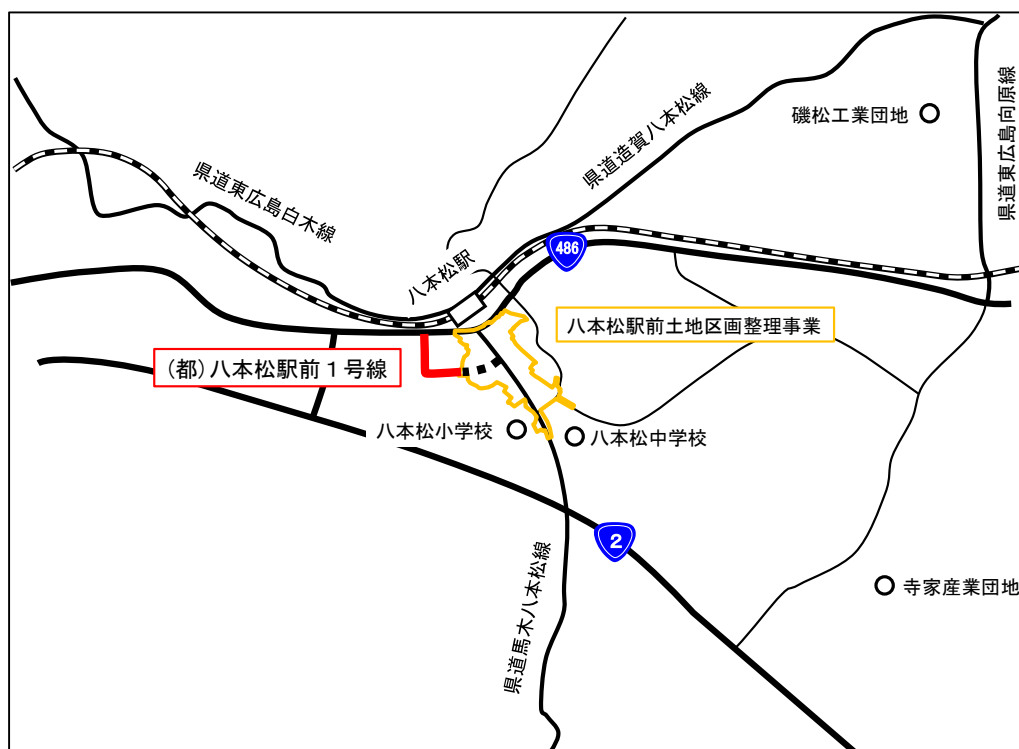 磯松工業団地
県道東広島向原線
県道造賀八本松線
県道東広島白木線
八本松駅
486
八本松駅前土地区画整理事業
(都)八本松駅前１号線
八本松小学校
八本松中学校
2
県道馬木八本松線
寺家産業団地